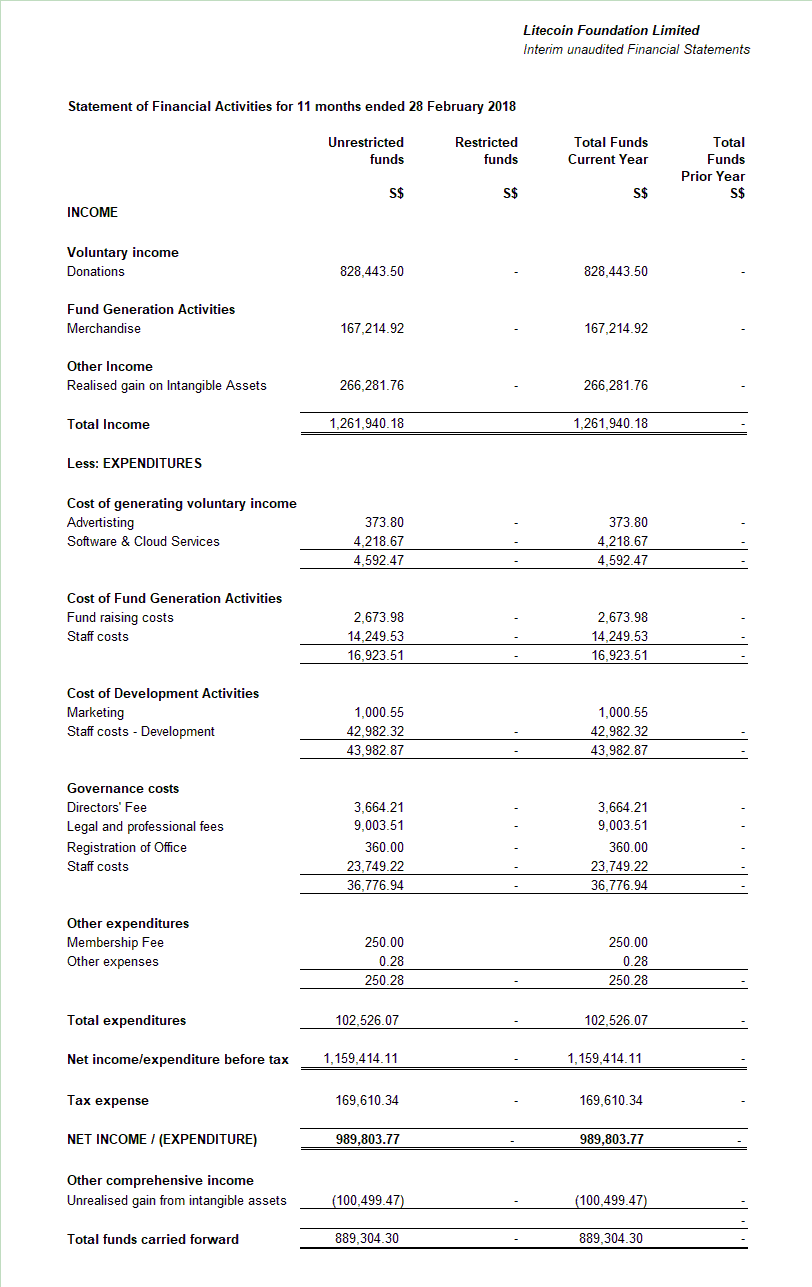 Litecoin Foundation Limited
Interim unaudited Financial Statements
Statement of Financial Activities for 11 months ended 28 February 2018
Unrestricted Restricted Total Funds Total
funds funds Current Year Funds
Prior Year
S$ S$ S$ S$
INCOME
Voluntary income
Donations 828,443.50 - 828,443.50 -
Fund Generation Activities
Merchandise 167,214.92 - 167,214.92 -
Other Income
Realised gain on Intangible Assets 266,281.76 - 266,281.76 -
Total Income 1,261,940.18 1,261,940.18 -
Less: EXPENDITURES
Cost of generating voluntary income
Advertisting 373.80 - 373.80 -
Software & Cloud Services 4,218.67 - 4,218.67 -
4,592.47 - 4,592.47 -
Cost of Fund Generation Activities
Fund raising costs 2,673.98 - 2,673.98 -
Staff costs 14,249.53 - 14,249.53 -
16,923.51 - 16,923.51 -
Cost of Development Activities
Marketing 1,000.55 1,000.55
Staff costs - Development 42,982.32 - 42,982.32 -
43,982.87 - 43,982.87 -
Governance costs
Directors' Fee 3,664.21 - 3,664.21 -
Legal and professional fees 9,003.51 - 9,003.51 -
Registration of Office 360.00 - 360.00 -
Staff costs 23,749.22 - 23,749.22 -
36,776.94 - 36,776.94 -
Other expenditures
Membership Fee 250.00 250.00
Other expenses 0.28 0.28
250.28 - 250.28 -
Total expenditures 102,526.07 - 102,526.07 -
Net income/expenditure before tax 1,159,414.11 - 1,159,414.11 -
Tax expense 169,610.34 - 169,610.34 -
NET INCOME / (EXPENDITURE) 989,803.77 - 989,803.77 -
Other comprehensive income
Unrealised gain from intangible assets (100,499.47) - (100,499.47) -
-
Total funds carried forward 889,304.30 - 889,304.30 -